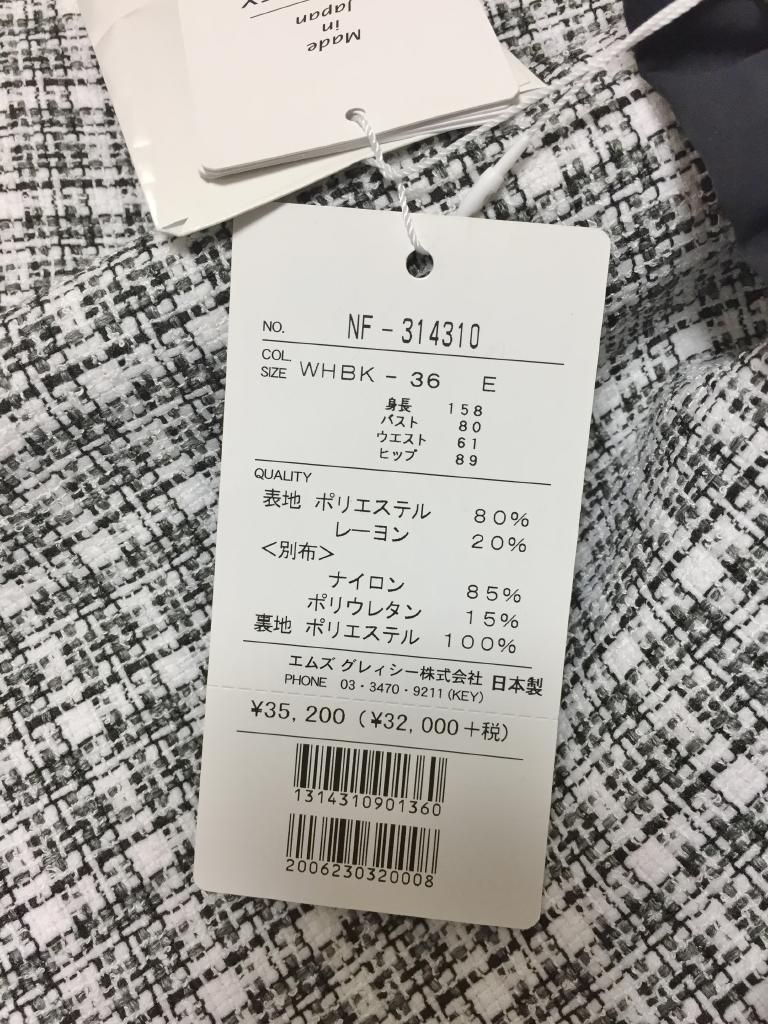 Made
in
Japan
NO. NF-314310
COL.
SIZE WHBK-36 E
身長 158
バスト 80
ウエスト 61
ヒップ 89
QUALITY
表地 ポリエステル 80%
レーヨン 20%
<別布>
ナイロン 85%
ポリウレタン 15%
裏地 ポリエステル 100%
エムズ グレィシー株式会社 日本製
PHONE 03・3470・9211(KEY)
¥35,200(¥32,000+税)
1314310901360
2006230320008